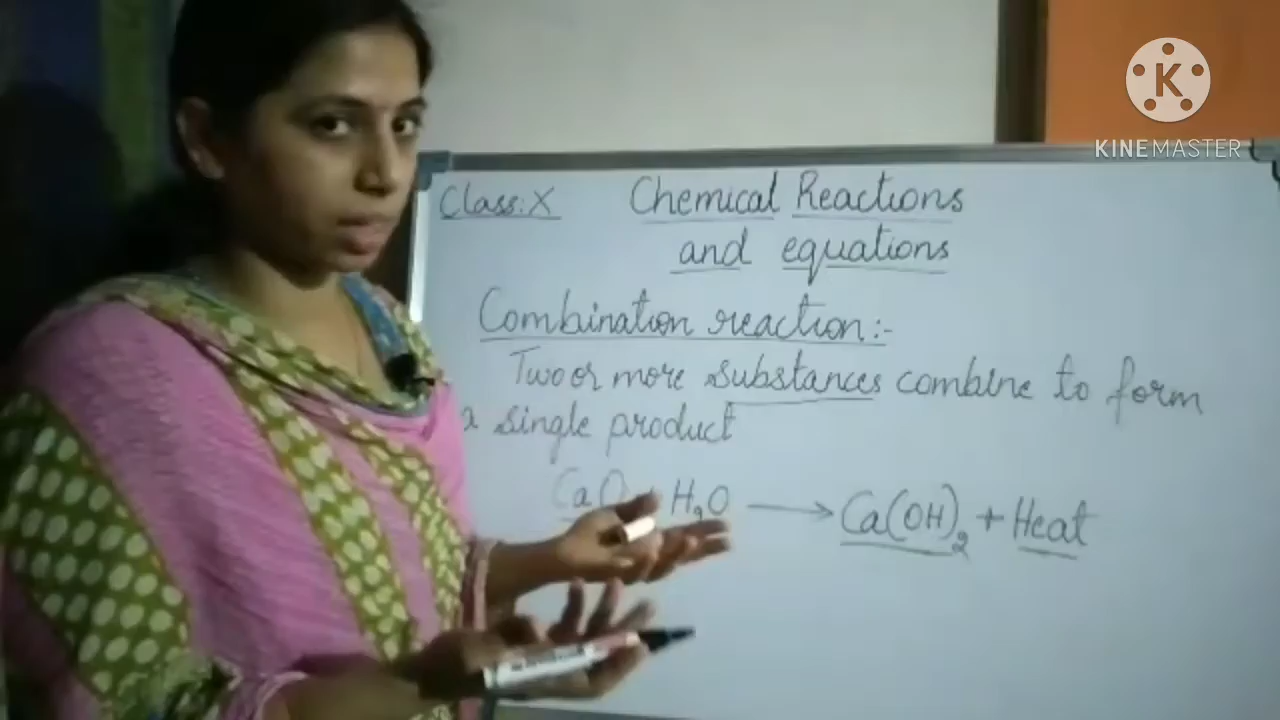 K
KINEMASTER
Class:X
Chemical Reactions
and equations
Combination reaction:-
Two or more substances combine to form
a single product
CaO + H₂O ⟶ Ca(OH)₂ + Heat